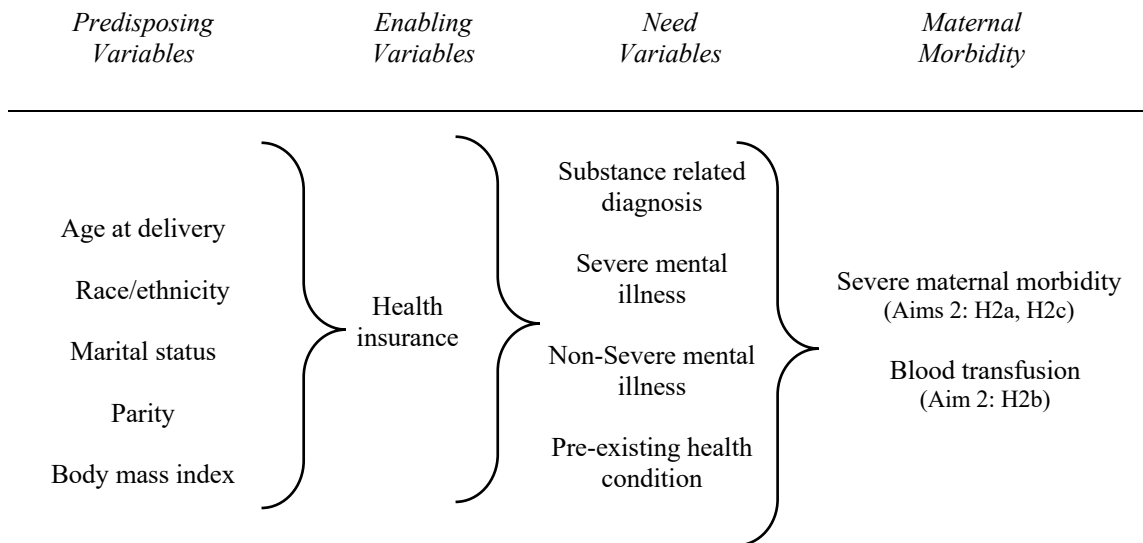 Predisposing
Variables
Enabling
Variables
Need
Variables
Maternal
Morbidity
Age at delivery
Race/ethnicity
Marital status
Parity
Body mass index
Health
insurance
Substance related
diagnosis
Severe mental
illness
Non-Severe mental
illness
Pre-existing health
condition
Severe maternal morbidity
(Aims 2: H2a, H2c)
Blood transfusion
(Aim 2: H2b)